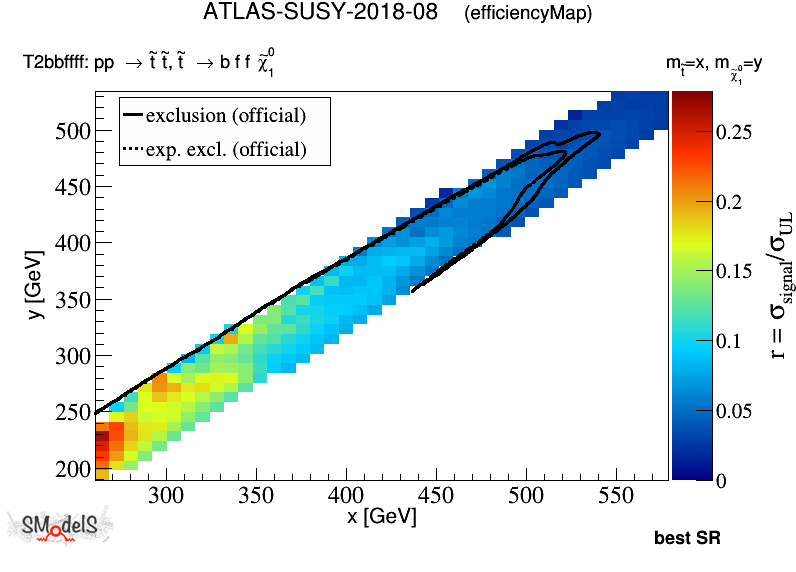 ATLAS-SUSY-2018-08 (efficiencyMap)
T2bbffff: pp → t̃ t̃, t̃ → b f f χ̃⁰₁
m_t̃=x, m_χ̃⁰₁=y
exclusion (official)
exp. excl. (official)
500
450
400
350
300
250
200
y [GeV]
300 350 400 450 500 550
x [GeV]
0.25
0.2
0.15
0.1
0.05
0
r = σ_signal/σ_UL
SModelS
best SR